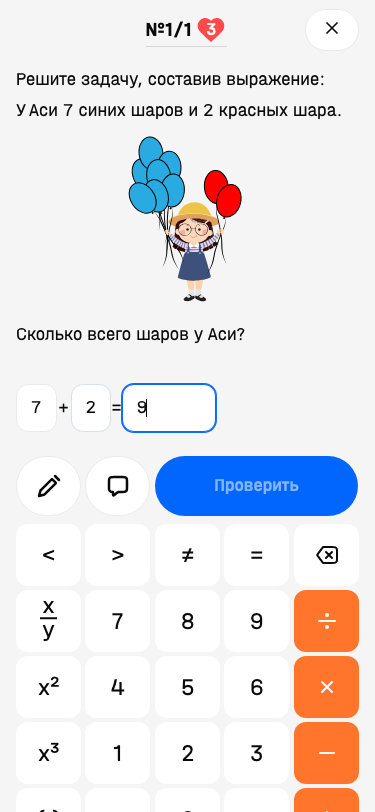 №1/1 3
Решите задачу, составив выражение:
У Аси 7 синих шаров и 2 красных шара.
Сколько всего шаров у Аси?
7 + 2 = 9
Проверить
< > ≠ =
x/y 7 8 9 ÷
x² 4 5 6 ×
x³ 1 2 3 −